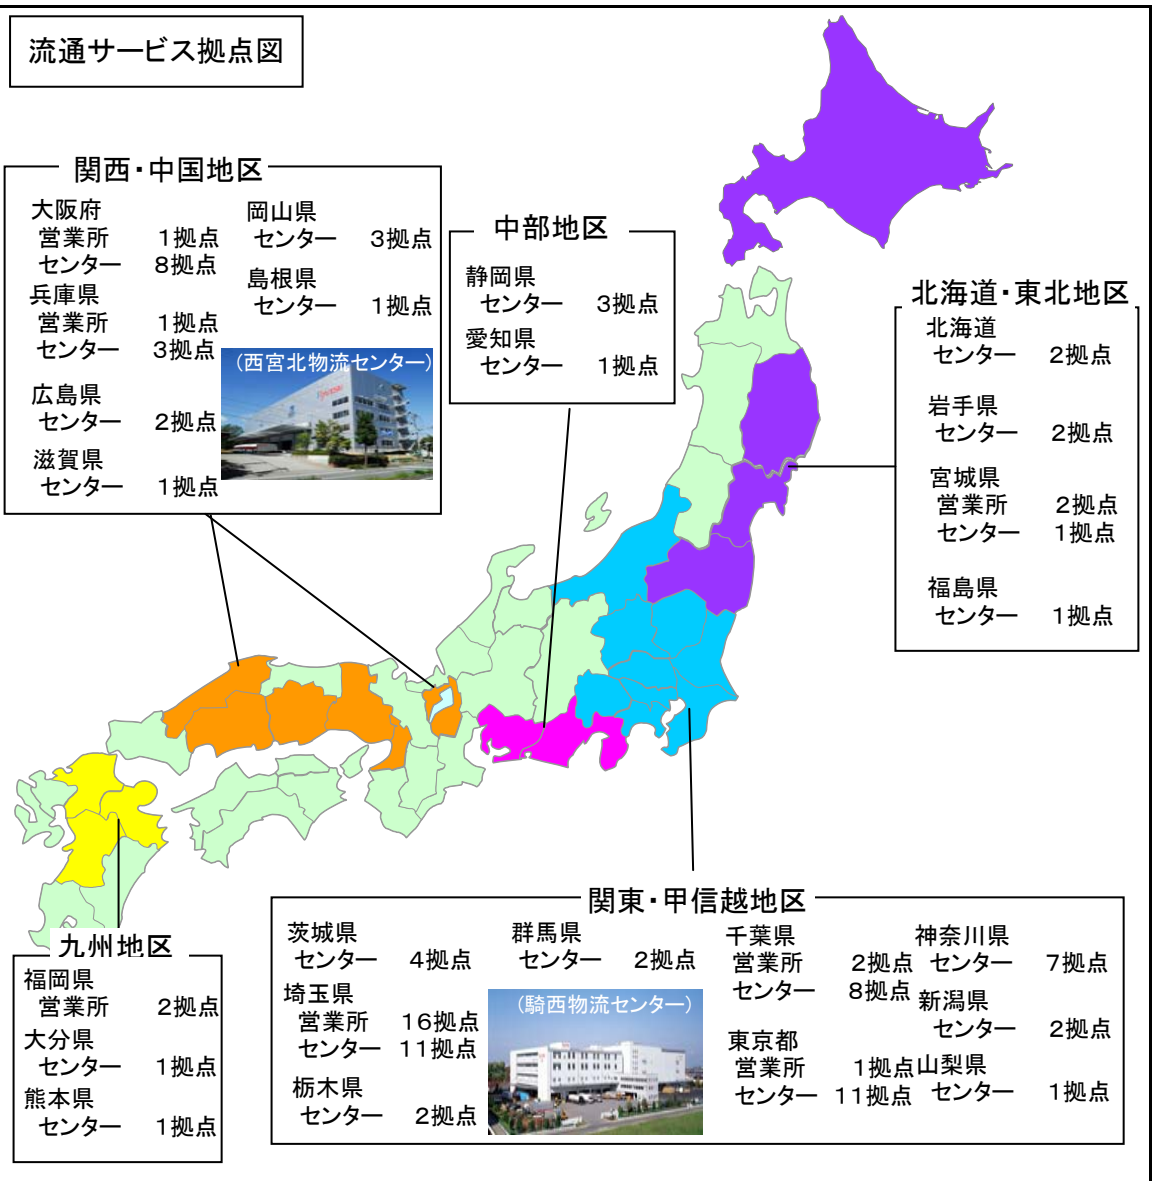 流通サービス拠点図
関西・中国地区
大阪府
営業所 1拠点
センター 8拠点
兵庫県
営業所 1拠点
センター 3拠点
広島県
センター 2拠点
滋賀県
センター 1拠点
岡山県
センター 3拠点
島根県
センター 1拠点
(西宮北物流センター)
中部地区
静岡県
センター 3拠点
愛知県
センター 1拠点
北海道・東北地区
北海道
センター 2拠点
岩手県
センター 2拠点
宮城県
営業所 2拠点
センター 1拠点
福島県
センター 1拠点
九州地区
福岡県
営業所 2拠点
大分県
センター 1拠点
熊本県
センター 1拠点
関東・甲信越地区
茨城県
センター 4拠点
埼玉県
営業所 16拠点
センター 11拠点
栃木県
センター 2拠点
群馬県
センター 2拠点
(騎西物流センター)
千葉県
営業所 2拠点
センター 8拠点
東京都
営業所 1拠点
センター 11拠点
神奈川県
センター 7拠点
新潟県
センター 2拠点
山梨県
センター 1拠点